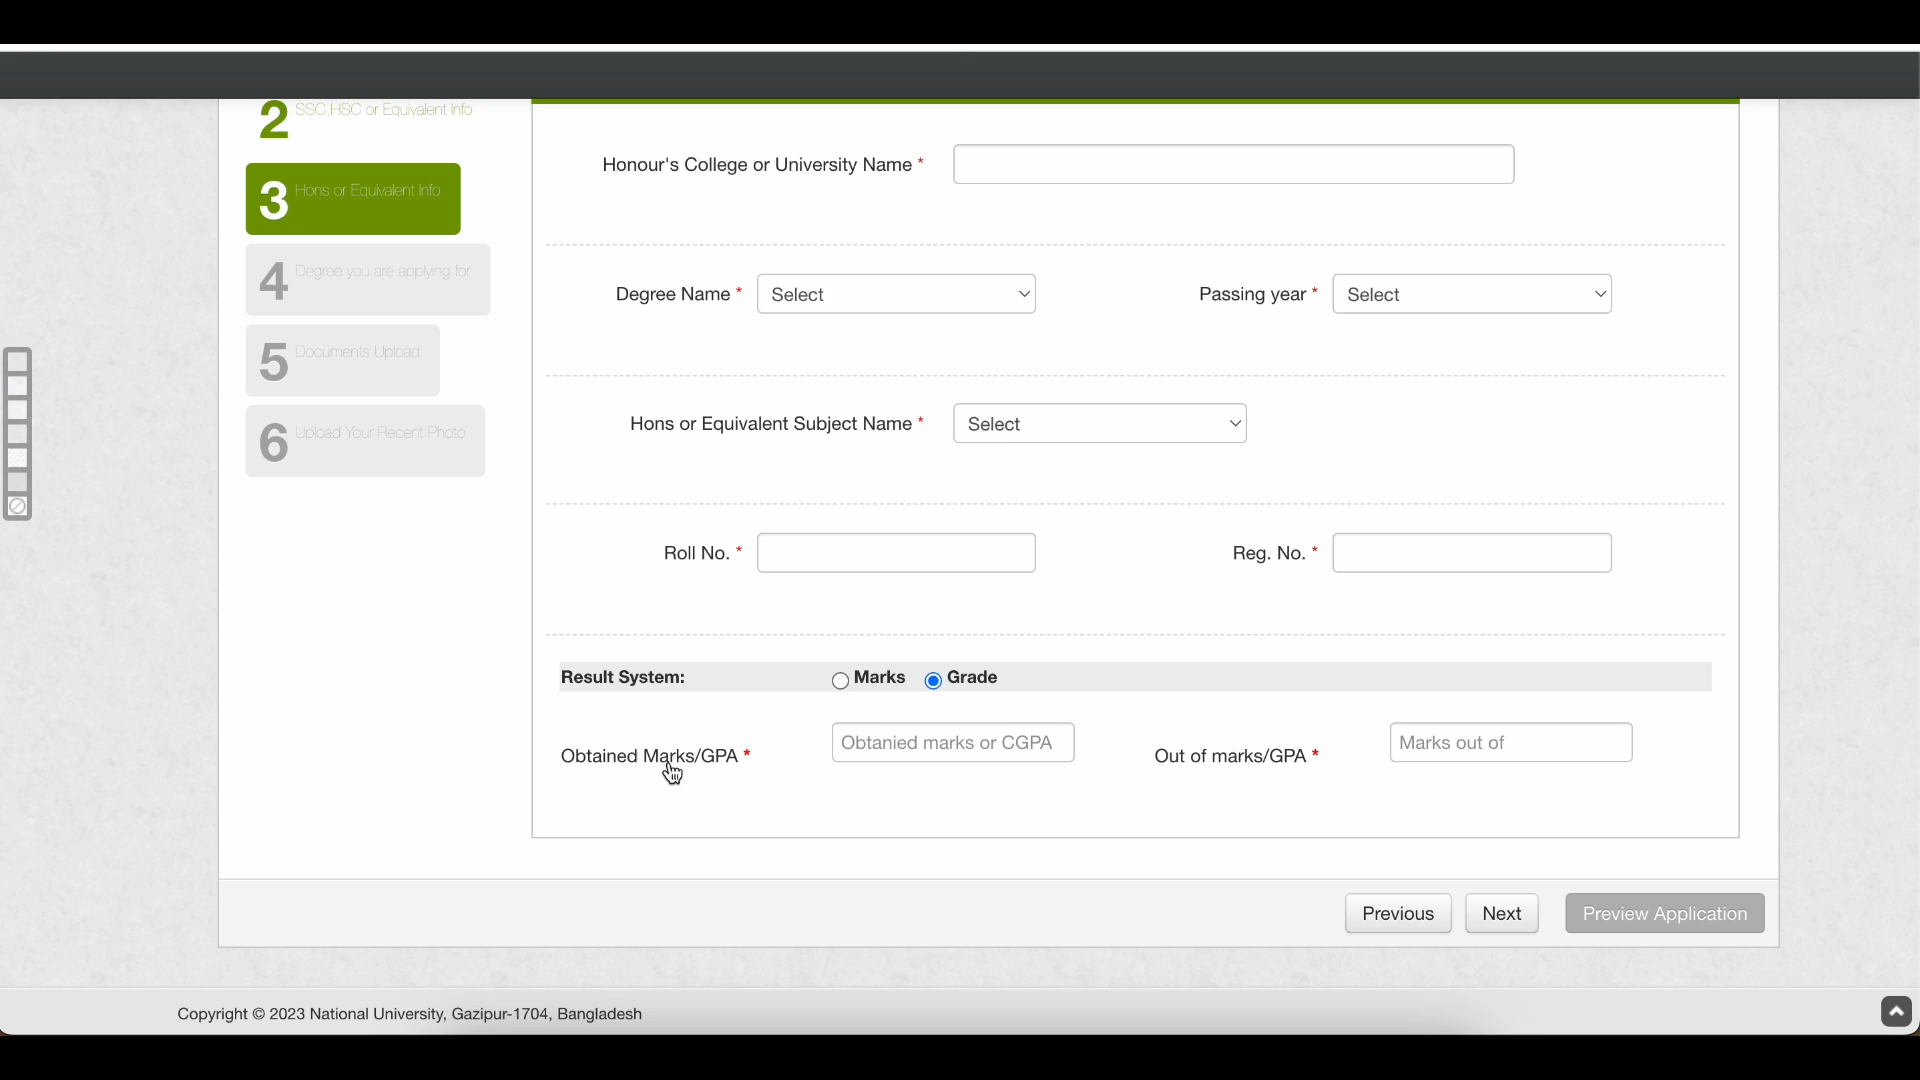 2 SSC,HSC or Equivalent Info
3 Hons or Equivalent Info
4 Degree you are applying for
5 Documents Upload
6 Upload Your Recent Photo
Honour's College or University Name *
Degree Name * Select Passing year * Select
Hons or Equivalent Subject Name * Select
Roll No. * Reg. No. *
Result System: Marks Grade
Obtained Marks/GPA * Obtanied marks or CGPA Out of marks/GPA * Marks out of
Previous Next Preview Application
Copyright © 2023 National University, Gazipur-1704, Bangladesh